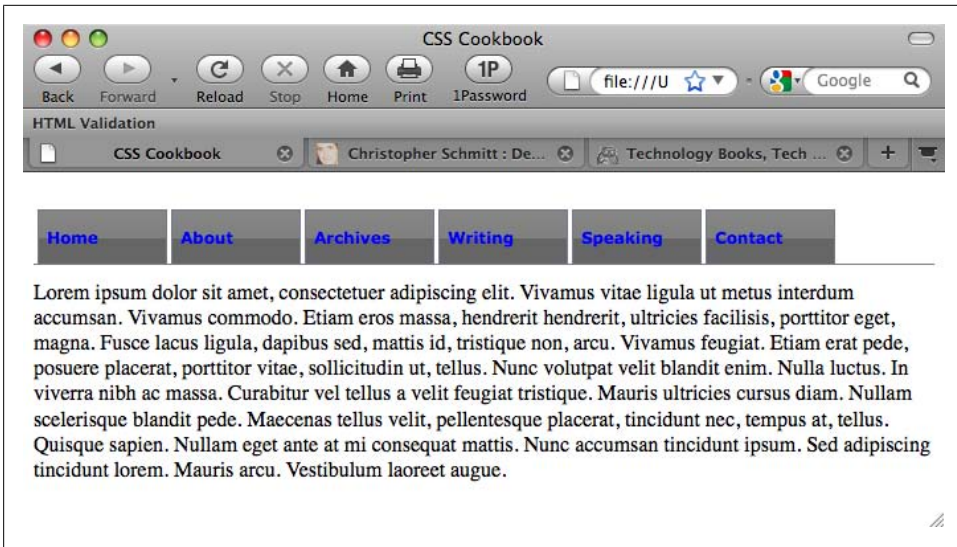 CSS Cookbook
1P
file:///U
Google
Back Forward Reload Stop Home Print 1Password
HTML Validation
CSS Cookbook Christopher Schmitt : De... Technology Books, Tech ...
Home About Archives Writing Speaking Contact
Lorem ipsum dolor sit amet, consectetuer adipiscing elit. Vivamus vitae ligula ut metus interdum
accumsan. Vivamus commodo. Etiam eros massa, hendrerit hendrerit, ultricies facilisis, porttitor eget,
magna. Fusce lacus ligula, dapibus sed, mattis id, tristique non, arcu. Vivamus feugiat. Etiam erat pede,
posuere placerat, porttitor vitae, sollicitudin ut, tellus. Nunc volutpat velit blandit enim. Nulla luctus. In
viverra nibh ac massa. Curabitur vel tellus a velit feugiat tristique. Mauris ultricies cursus diam. Nullam
scelerisque blandit pede. Maecenas tellus velit, pellentesque placerat, tincidunt nec, tempus at, tellus.
Quisque sapien. Nullam eget ante at mi consequat mattis. Nunc accumsan tincidunt ipsum. Sed adipiscing
tincidunt lorem. Mauris arcu. Vestibulum laoreet augue.